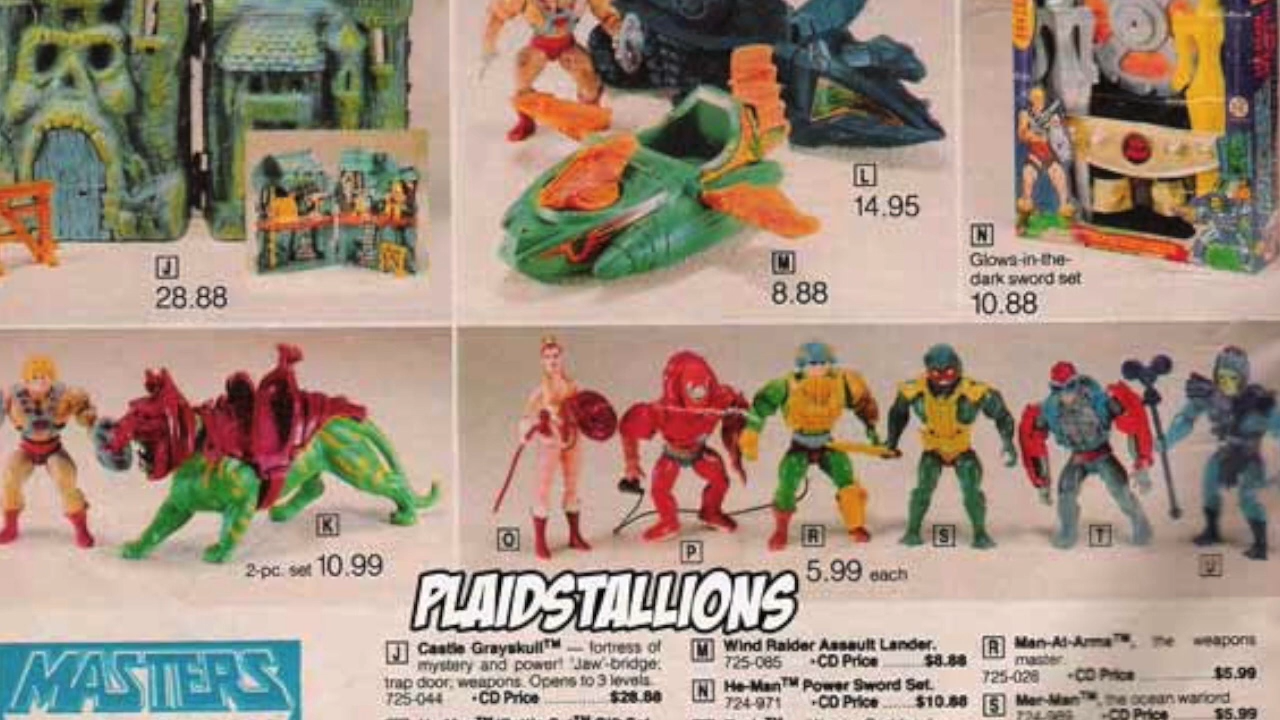 J
28.88
L
14.95
M
8.88
N
Glows-in-the-
dark sword set
10.88
K
2-pc. set 10.99
O
P
R
S
T
U
5.99 each
PLAIDSTALLIONS
MASTERS
J Castle Grayskull™ — fortress of
mystery and power! 'Jaw'-bridge;
trap door; weapons. Opens to 3 levels.
725-044 •CD Price $28.88
M Wind Raider Assault Lander.
725-085 •CD Price $8.88
N He-Man™ Power Sword Set.
724-971 •CD Price $10.88
R Man-At-Arms™, the weapons
master.
725-028 •CD Price $5.99
S Mer-Man™, the ocean warlord.
•CD Price $5.99